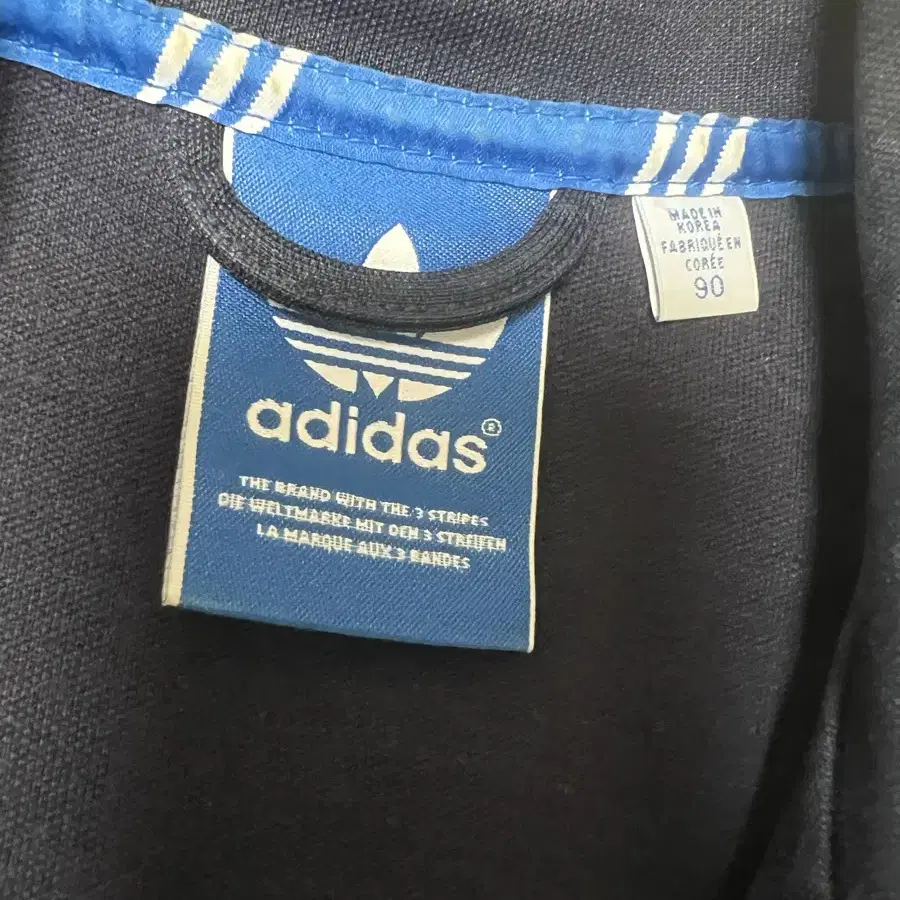 adidas®
THE BRAND WITH THE 3 STRIPES
DIE WELTMARKE MIT DEN 3 STREIFEN
LA MARQUE AUX 3 BANDES
MADE IN
KOREA
FABRIQUÉ EN
CORÉE
90